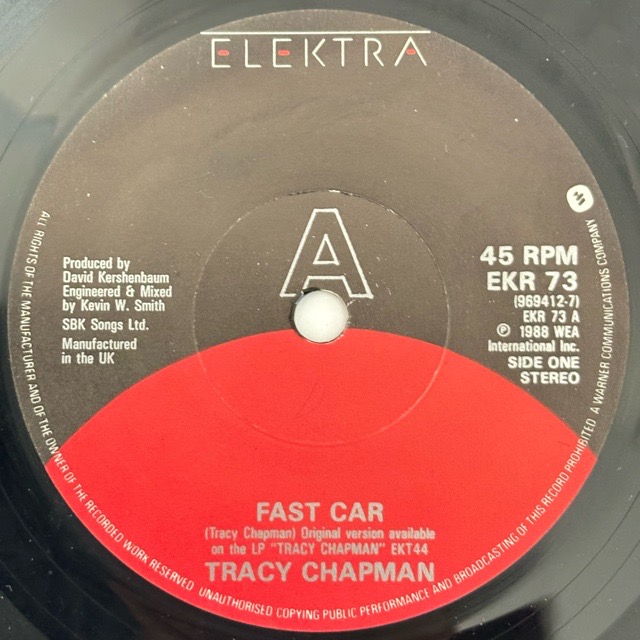 ELEKTRA
A
Produced by
David Kershenbaum
Engineered & Mixed
by Kevin W. Smith
SBK Songs Ltd.
Manufactured
in the UK
45 RPM
EKR 73
(969412-7)
EKR 73 A
℗ 1988 WEA
International Inc.
SIDE ONE
STEREO
FAST CAR
(Tracy Chapman) Original version available
on the LP "TRACY CHAPMAN" EKT44
TRACY CHAPMAN
ALL RIGHTS OF THE MANUFACTURER AND OF THE OWNER OF THE RECORDED WORK RESERVED. UNAUTHORISED COPYING PUBLIC PERFORMANCE AND BROADCASTING OF THIS RECORD PROHIBITED. A WARNER COMMUNICATIONS COMPANY